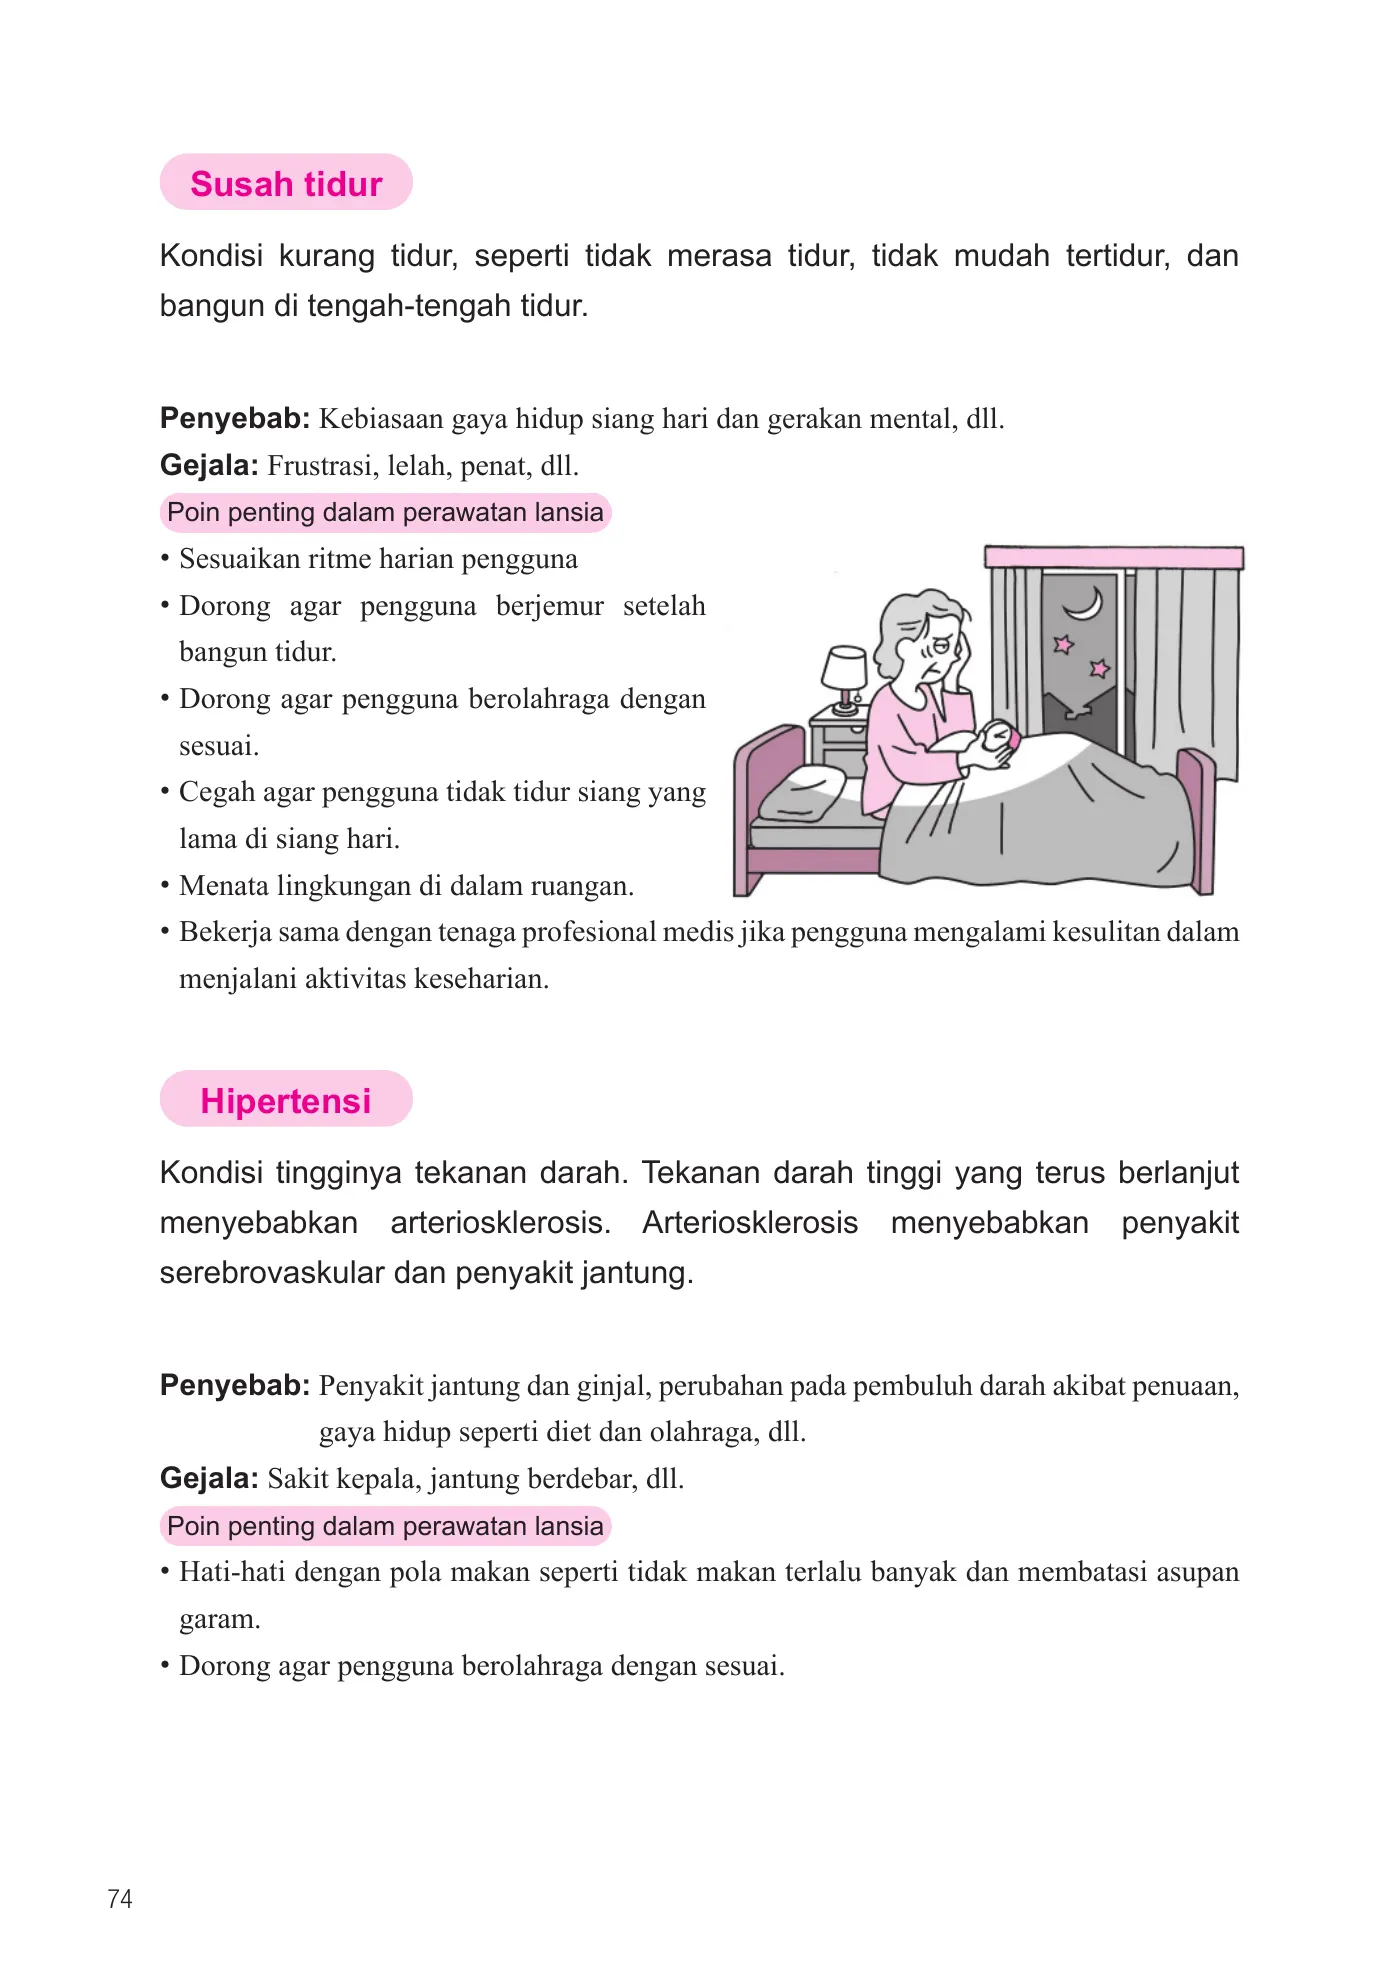 Susah tidur
Kondisi kurang tidur, seperti tidak merasa tidur, tidak mudah tertidur, dan
bangun di tengah-tengah tidur.
Penyebab: Kebiasaan gaya hidup siang hari dan gerakan mental, dll.
Gejala: Frustrasi, lelah, penat, dll.
Poin penting dalam perawatan lansia
• Sesuaikan ritme harian pengguna
• Dorong agar pengguna berjemur setelah
bangun tidur.
• Dorong agar pengguna berolahraga dengan
sesuai.
• Cegah agar pengguna tidak tidur siang yang
lama di siang hari.
• Menata lingkungan di dalam ruangan.
• Bekerja sama dengan tenaga profesional medis jika pengguna mengalami kesulitan dalam
menjalani aktivitas keseharian.
Hipertensi
Kondisi tingginya tekanan darah. Tekanan darah tinggi yang terus berlanjut
menyebabkan arteriosklerosis. Arteriosklerosis menyebabkan penyakit
serebrovaskular dan penyakit jantung.
Penyebab: Penyakit jantung dan ginjal, perubahan pada pembuluh darah akibat penuaan,
gaya hidup seperti diet dan olahraga, dll.
Gejala: Sakit kepala, jantung berdebar, dll.
Poin penting dalam perawatan lansia
• Hati-hati dengan pola makan seperti tidak makan terlalu banyak dan membatasi asupan
garam.
• Dorong agar pengguna berolahraga dengan sesuai.
74